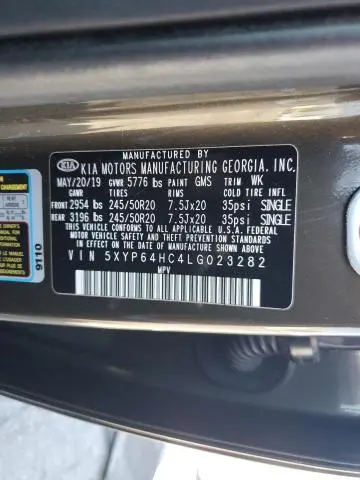 MANUFACTURED BY
KIA KIA MOTORS MANUFACTURING GEORGIA, INC.
MAY/20/19 GVWR 5776 lbs PAINT GMS TRIM WK
GAWR TIRES RIMS COLD TIRE INFL
FRONT 2954 lbs 245/50R20 7.5Jx20 35psi SINGLE
REAR 3196 lbs 245/50R20 7.5Jx20 35psi SINGLE
THIS VEHICLE CONFORMS TO ALL APPLICABLE U.S. FEDERAL
MOTOR VEHICLE SAFETY AND THEFT PREVENTION STANDARDS IN
EFFECT ON THE DATE OF MANUFACTURE SHOWN ABOVE.
VIN 5XYP64HC4LG023282
MPV
9110